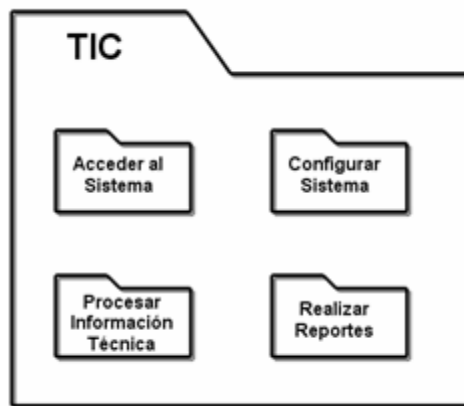 TIC
Acceder al
Sistema
Configurar
Sistema
Procesar
Información
Técnica
Realizar
Reportes